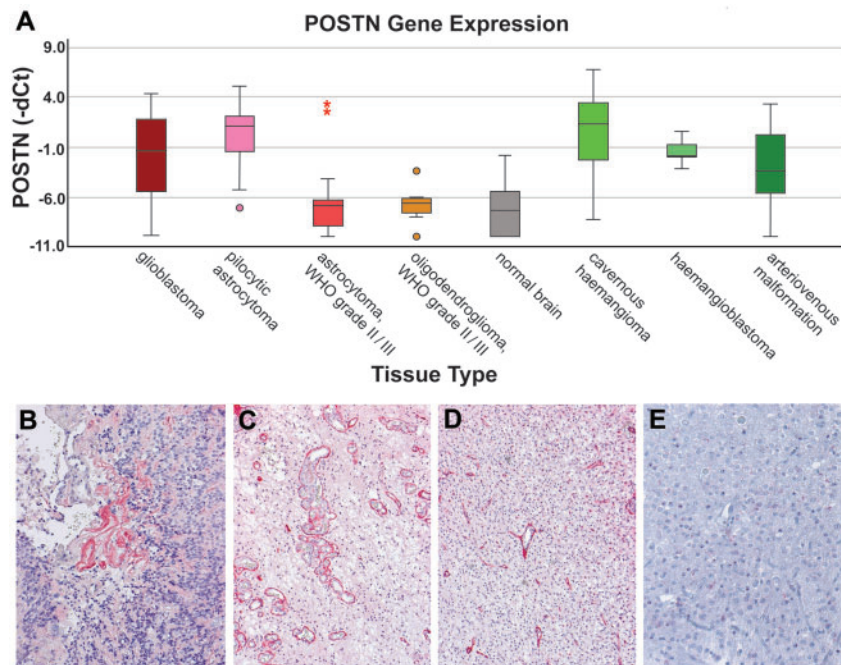 A
POSTN Gene Expression
POSTN (-dCt)
9.0
4.0
-1.0
-6.0
-11.0
*
*
glioblastoma
pilocytic
astrocytoma
astrocytoma,
WHO grade II / III
oligodendroglioma,
WHO grade II / III
normal brain
cavernous
haemangioma
haemangioblastoma
arteriovenous
malformation
Tissue Type
B
C
D
E